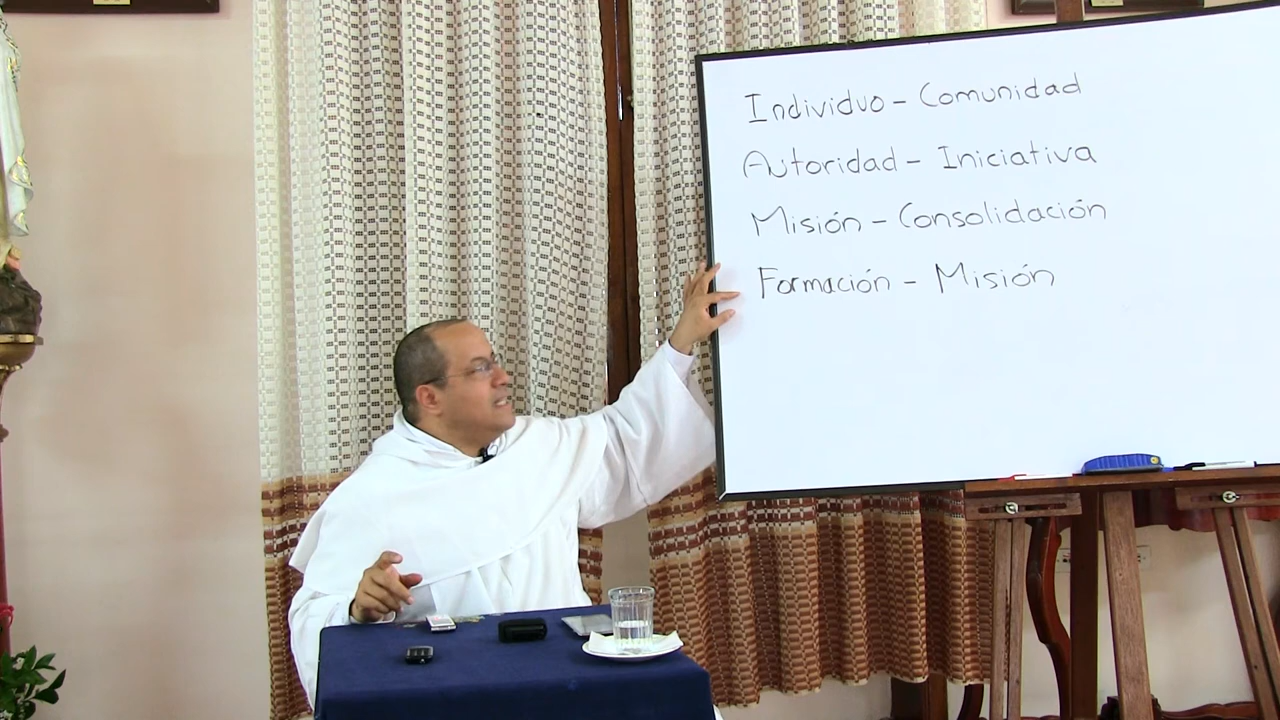 Individuo - Comunidad
Autoridad - Iniciativa
Misión - Consolidación
Formación - Misión